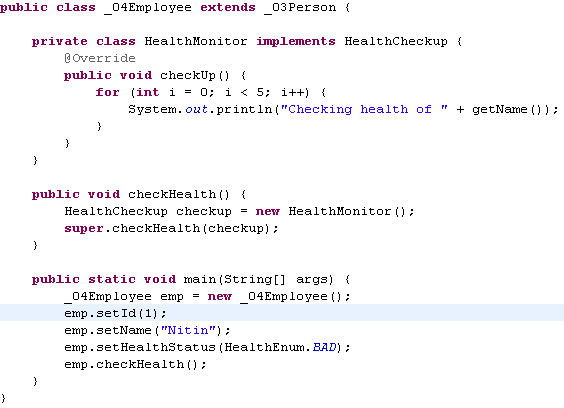 public class _04Employee extends _03Person {
private class HealthMonitor implements HealthCheckup {
@Override
public void checkUp() {
for (int i = 0; i < 5; i++) {
System.out.println("Checking health of " + getName());
}
}
}
public void checkHealth() {
HealthCheckup checkup = new HealthMonitor();
super.checkHealth(checkup);
}
public static void main(String[] args) {
_04Employee emp = new _04Employee();
emp.setId(1);
emp.setName("Nitin");
emp.setHealthStatus(HealthEnum.BAD);
emp.checkHealth();
}
}